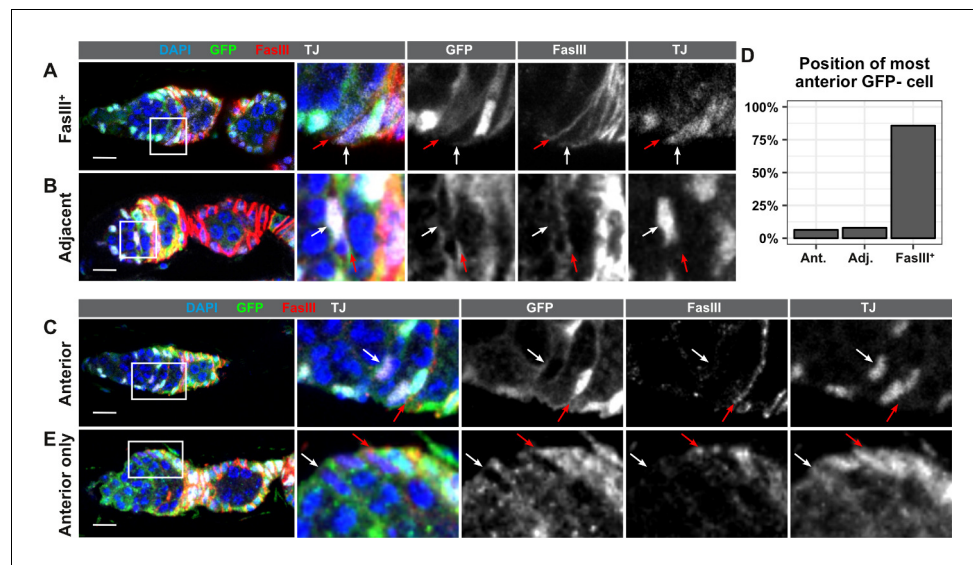 DAPI GFP FasIII TJ GFP FasIII TJ
A
FasIII⁺
B
Adjacent
D
Position of most
anterior GFP- cell
100%
75%
50%
25%
0%
Ant. Adj. FasIII⁺
DAPI GFP FasIII TJ GFP FasIII TJ
C
Anterior
E
Anterior only